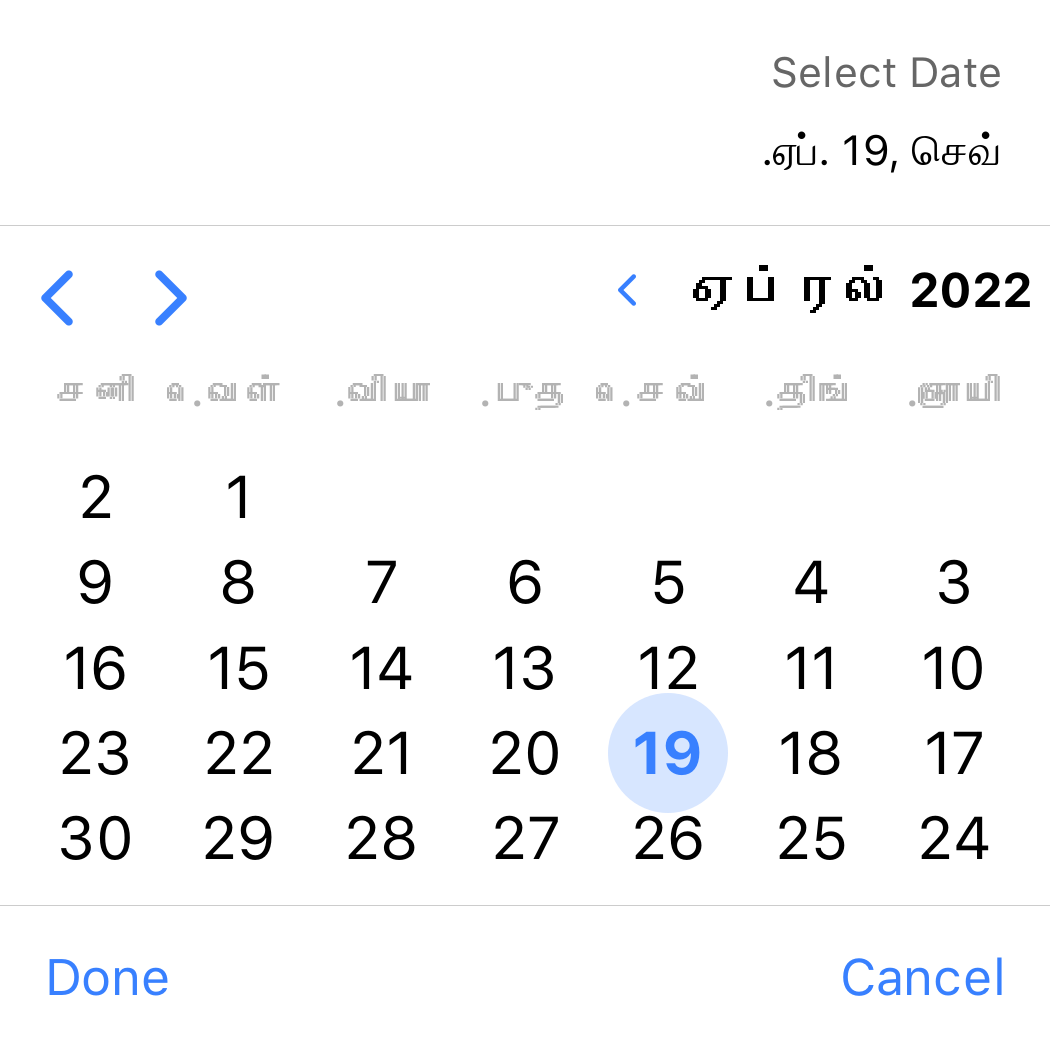 Select Date
.ஏப். 19, செவ்
ஏப்ரல் 2022
சனி வெள். வியா. புத. செவ். திங். ஞாயி.
2 1
9 8 7 6 5 4 3
16 15 14 13 12 11 10
23 22 21 20 19 18 17
30 29 28 27 26 25 24
Done Cancel